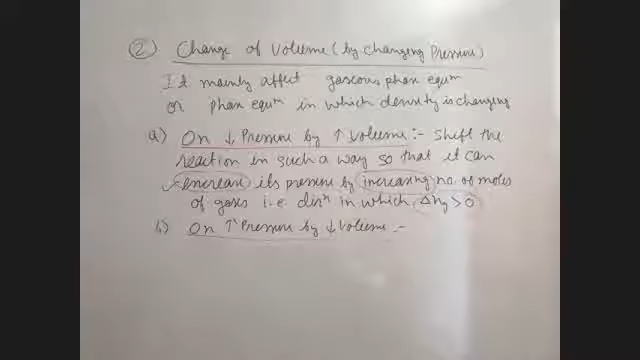 ② Change of Volume (by changing Pressure)
It mainly affect gaseous phase equm
or phase equm in which density is changing
a) On ↓ Pressure by ↑ Volume :- Shift the
reaction in such a way so that it can
increase its pressure by increasing no. of moles
of gases i.e. dirn in which Δng > 0
b) On ↑ Pressure by ↓ Volume :-